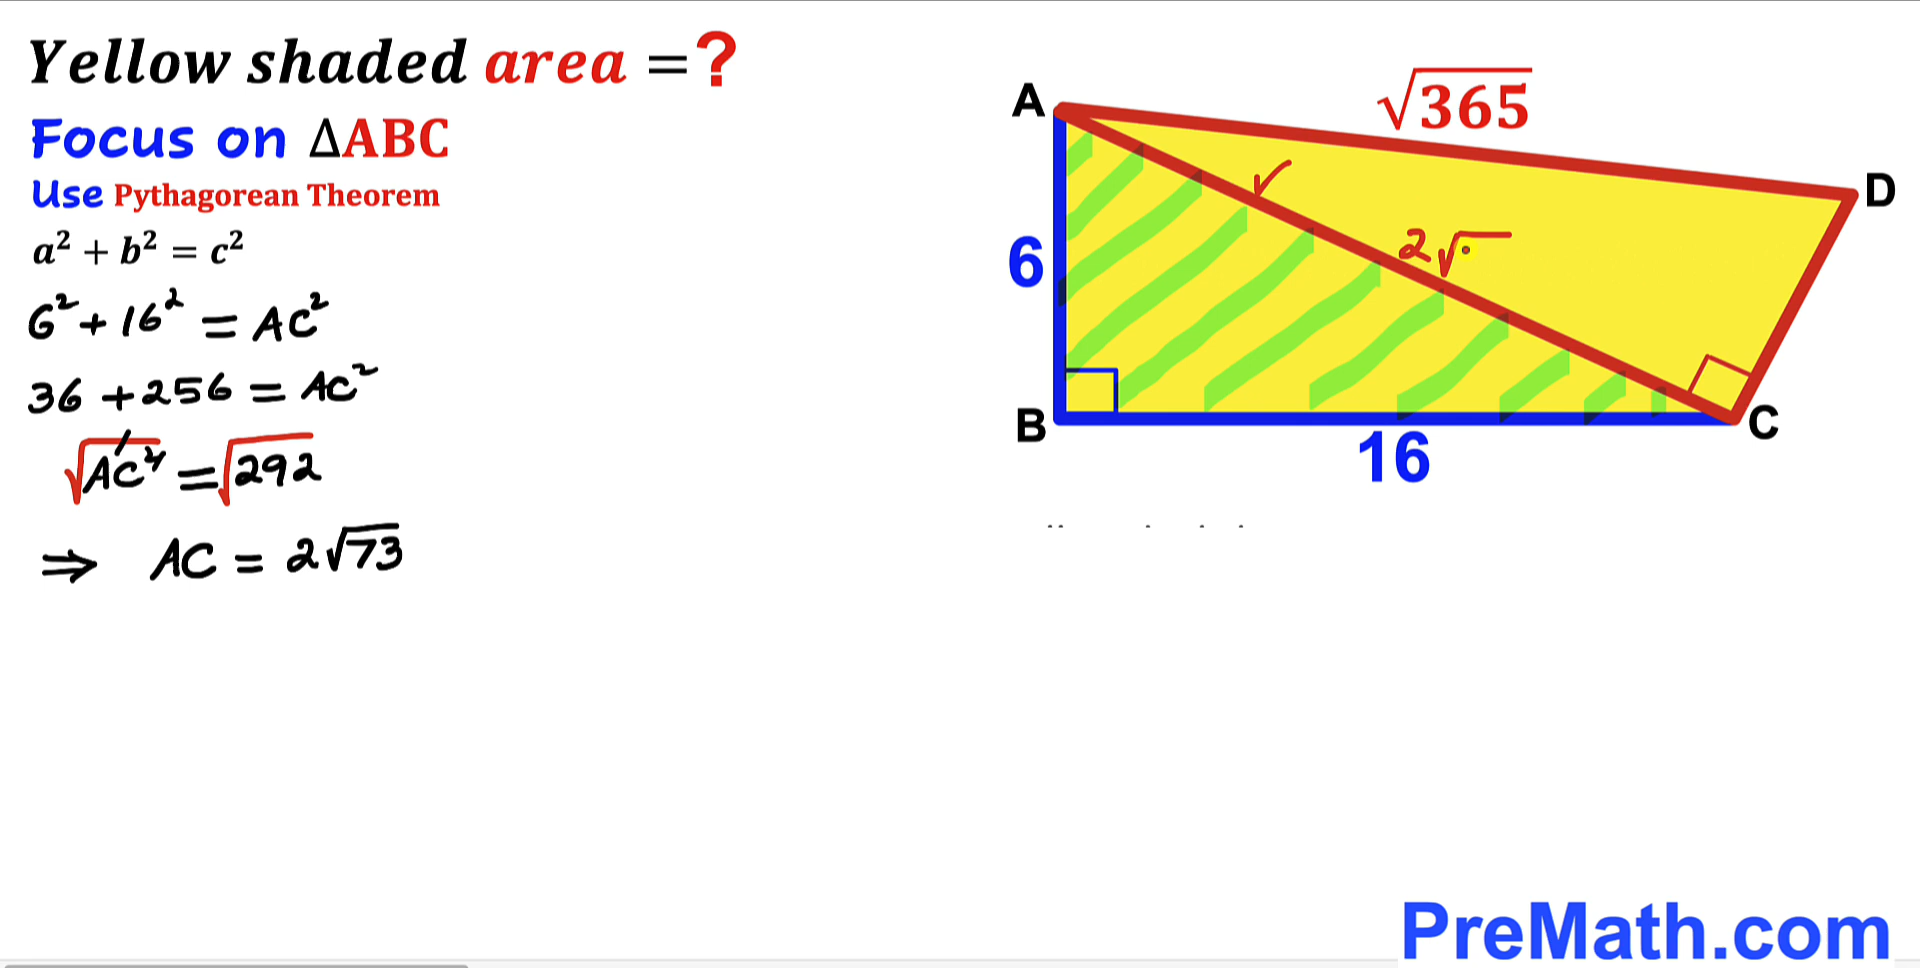 Yellow shaded area =?
Focus on ΔABC
Use Pythagorean Theorem
a² + b² = c²
6² + 16² = AC²
36 + 256 = AC²
√AC² = √292
⇒ AC = 2√73
A
√365
D
6
2√
B
C
16
PreMath.com